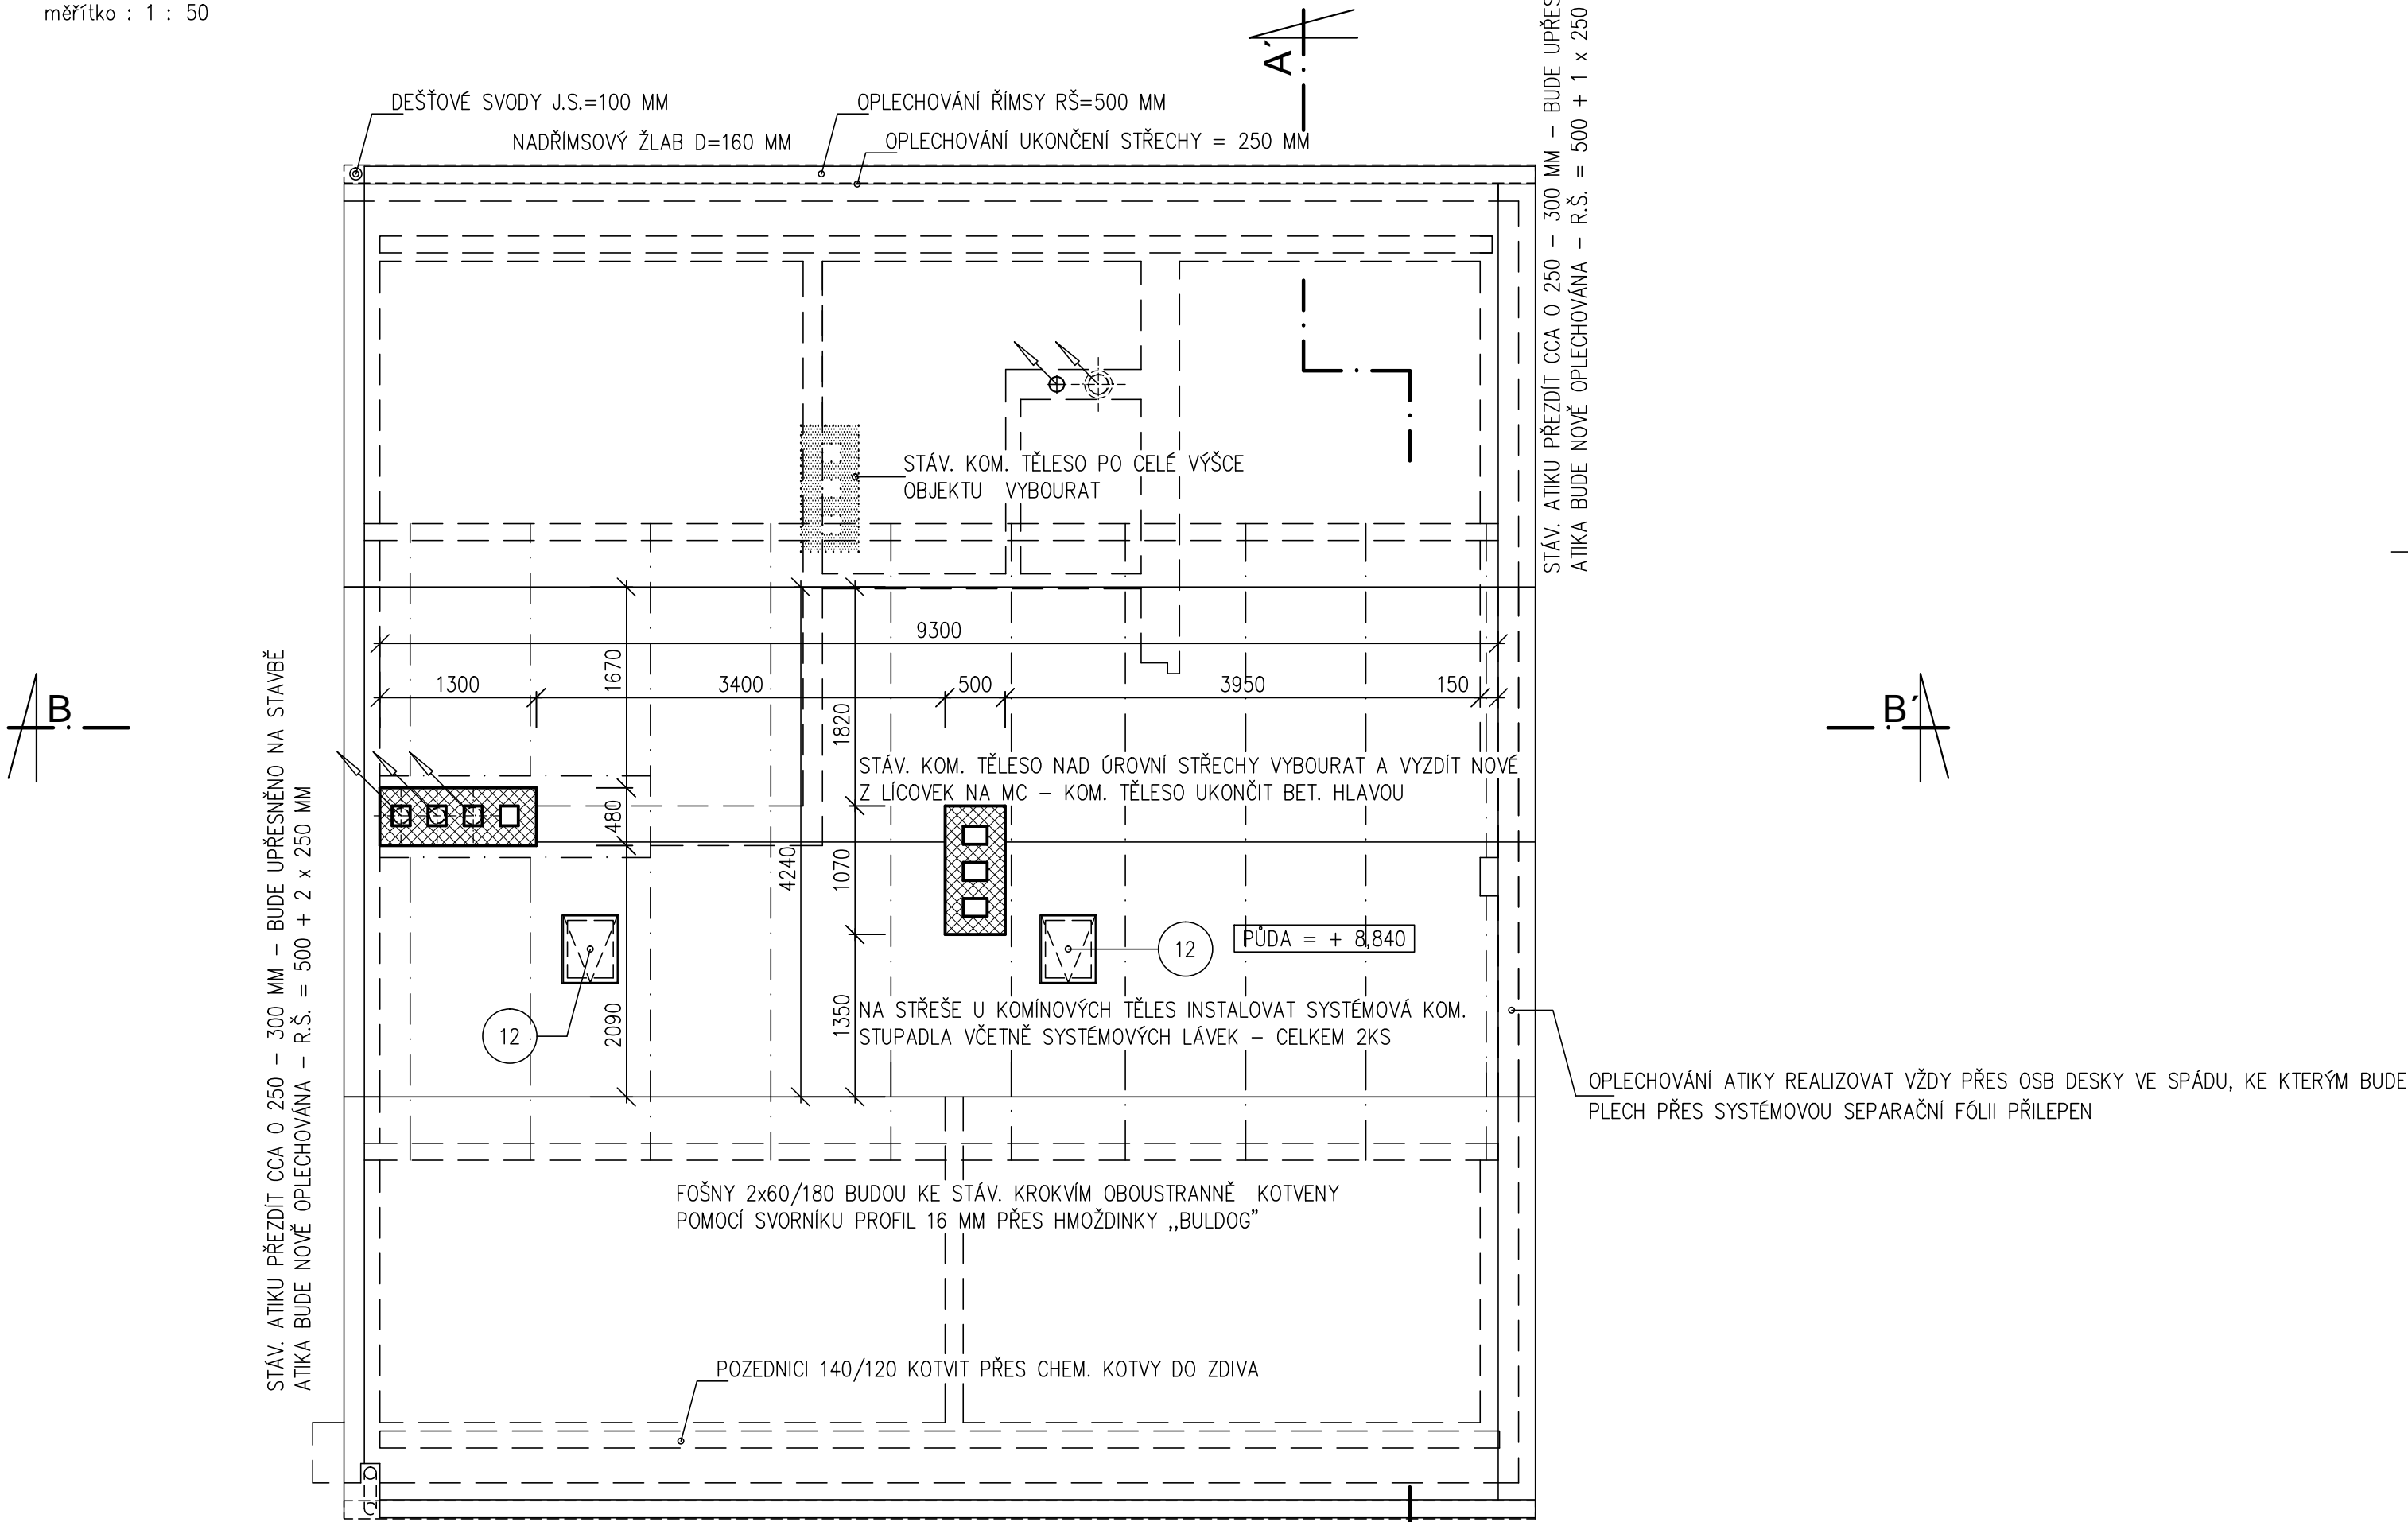 měřítko : 1 : 50
A´
DEŠŤOVÉ SVODY J.S.=100 MM
OPLECHOVÁNÍ ŘÍMSY RŠ=500 MM
NADŘÍMSOVÝ ŽLAB D=160 MM
OPLECHOVÁNÍ UKONČENÍ STŘECHY = 250 MM
STÁV. ATIKU PŘEZDÍT CCA O 250 – 300 MM – BUDE
ATIKA BUDE NOVĚ OPLECHOVÁNA – R.Š. = 500 + 1 x 250
STÁV. KOM. TĚLESO PO CELÉ VÝŠCE
OBJEKTU VYBOURAT
9300
1300
3400
500
3950
150
1670
1820
B
B´
STÁV. KOM. TĚLESO NAD ÚROVNÍ STŘECHY VYBOURAT A VYZDÍT NOVÉ
Z LÍCOVEK NA MC – KOM. TĚLESO UKONČIT BET. HLAVOU
480
4240
1070
12
PŮDA = + 8,840
STÁV. ATIKU PŘEZDÍT CCA O 250 – 300 MM – BUDE UPŘESNĚNO NA STAVBĚ
ATIKA BUDE NOVĚ OPLECHOVÁNA – R.Š. = 500 + 2 x 250 MM
12
2090
1350
NA STŘEŠE U KOMÍNOVÝCH TĚLES INSTALOVAT SYSTÉMOVÁ KOM.
STUPADLA VČETNĚ SYSTÉMOVÝCH LÁVEK – CELKEM 2KS
OPLECHOVÁNÍ ATIKY REALIZOVAT VŽDY PŘES OSB DESKY VE SPÁDU, KE KTERÝM BUDE
PLECH PŘES SYSTÉMOVOU SEPARAČNÍ FÓLII PŘILEPEN
FOŠNY 2x60/180 BUDOU KE STÁV. KROKVÍM OBOUSTRANNĚ KOTVENY
POMOCÍ SVORNÍKU PROFIL 16 MM PŘES HMOŽDINKY ,,BULDOG”
POZEDNICI 140/120 KOTVIT PŘES CHEM. KOTVY DO ZDIVA